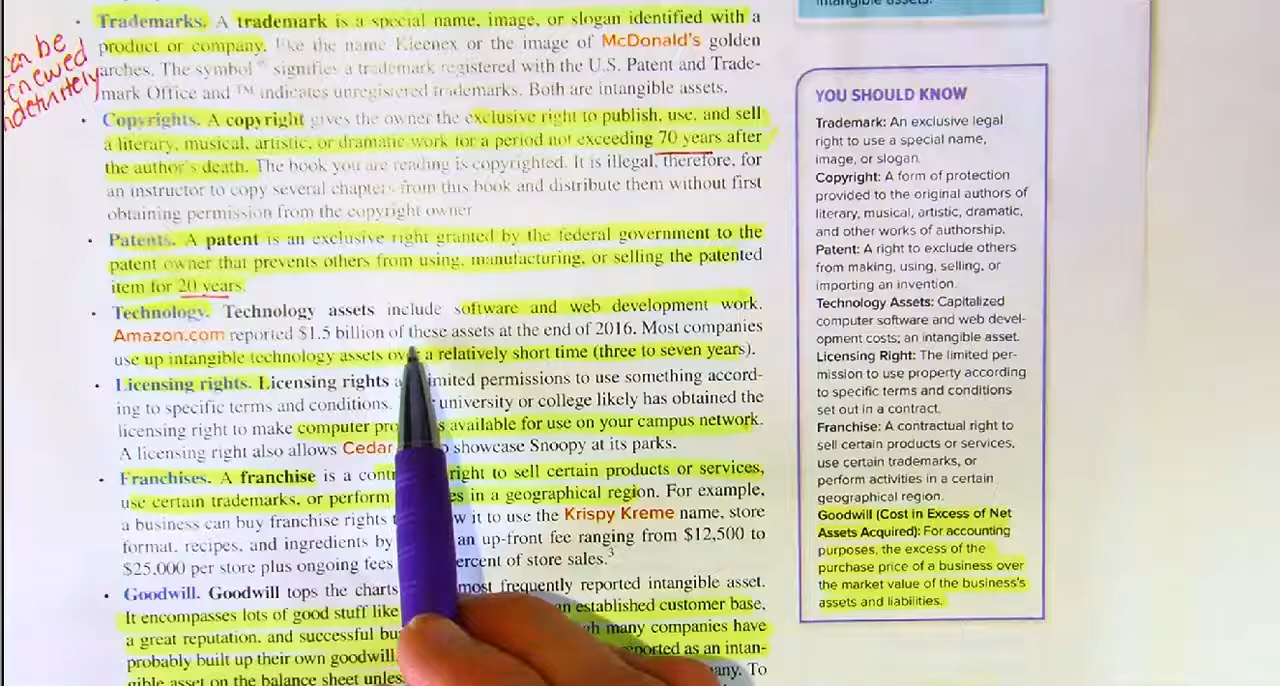 intangible assets.
can be
renewed
indefinitely
• Trademarks. A trademark is a special name, image, or slogan identified with a
product or company, like the name Kleenex or the image of McDonald's golden
arches. The symbol ® signifies a trademark registered with the U.S. Patent and Trade-
mark Office and ™ indicates unregistered trademarks. Both are intangible assets.
• Copyrights. A copyright gives the owner the exclusive right to publish, use, and sell
a literary, musical, artistic, or dramatic work for a period not exceeding 70 years after
the author's death. The book you are reading is copyrighted. It is illegal, therefore, for
an instructor to copy several chapters from this book and distribute them without first
obtaining permission from the copyright owner
• Patents. A patent is an exclusive right granted by the federal government to the
patent owner that prevents others from using, manufacturing, or selling the patented
item for 20 years.
• Technology. Technology assets include software and web development work.
Amazon.com reported $1.5 billion of these assets at the end of 2016. Most companies
use up intangible technology assets over a relatively short time (three to seven years).
• Licensing rights. Licensing rights limited permissions to use something accord-
ing to specific terms and conditions. university or college likely has obtained the
licensing right to make computer available for use on your campus network.
A licensing right also allows Cedar showcase Snoopy at its parks.
• Franchises. A franchise is a right to sell certain products or services,
use certain trademarks, or perform in a geographical region. For example,
a business can buy franchise rights it to use the Krispy Kreme name, store
format, recipes, and ingredients by an up-front fee ranging from $12,500 to
$25,000 per store plus ongoing fees of store sales.³
• Goodwill. Goodwill tops the charts most frequently reported intangible asset.
It encompasses lots of good stuff like an established customer base,
a great reputation, and successful many companies have
probably built up their own goodwill as an intan-
gible asset on the balance sheet To
YOU SHOULD KNOW
Trademark: An exclusive legal
right to use a special name,
image, or slogan.
Copyright: A form of protection
provided to the original authors of
literary, musical, artistic, dramatic,
and other works of authorship.
Patent: A right to exclude others
from making, using, selling, or
importing an invention.
Technology Assets: Capitalized
computer software and web devel-
opment costs; an intangible asset.
Licensing Right: The limited per-
mission to use property according
to specific terms and conditions
set out in a contract.
Franchise: A contractual right to
sell certain products or services,
use certain trademarks, or
perform activities in a certain
geographical region.
Goodwill (Cost in Excess of Net
Assets Acquired): For accounting
purposes, the excess of the
purchase price of a business over
the market value of the business's
assets and liabilities.